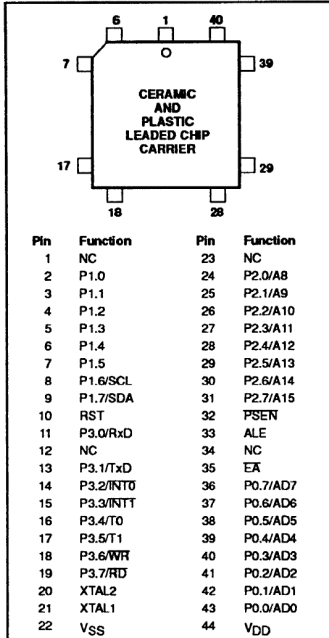 6 1 40
7 39
CERAMIC
AND
PLASTIC
LEADED CHIP
CARRIER
17 29
18 28
Pin Function Pin Function
1 NC 23 NC
2 P1.0 24 P2.0/A8
3 P1.1 25 P2.1/A9
4 P1.2 26 P2.2/A10
5 P1.3 27 P2.3/A11
6 P1.4 28 P2.4/A12
7 P1.5 29 P2.5/A13
8 P1.6/SCL 30 P2.6/A14
9 P1.7/SDA 31 P2.7/A15
10 RST 32 P̅S̅E̅N̅
11 P3.0/RxD 33 ALE
12 NC 34 NC
13 P3.1/TxD 35 E̅A̅
14 P3.2/I̅N̅T̅0̅ 36 P0.7/AD7
15 P3.3/I̅N̅T̅1̅ 37 P0.6/AD6
16 P3.4/T0 38 P0.5/AD5
17 P3.5/T1 39 P0.4/AD4
18 P3.6/W̅R̅ 40 P0.3/AD3
19 P3.7/R̅D̅ 41 P0.2/AD2
20 XTAL2 42 P0.1/AD1
21 XTAL1 43 P0.0/AD0
22 VSS 44 VDD